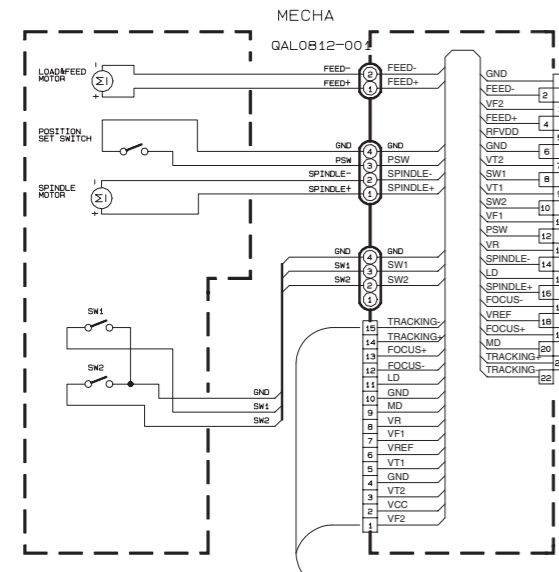 MECHA
QAL0812-001
LOAD&FEED
MOTOR
FEED- 2 FEED-
FEED+ 1 FEED+
POSITION
SET SWITCH
GND 4 GND
PSW 3 PSW
SPINDLE- 2 SPINDLE-
SPINDLE+ 1 SPINDLE+
SPINDLE
MOTOR
GND 4 GND
SW1 3 SW1
SW2 2 SW2
1
SW1
SW2
GND
SW1
SW2
15 TRACKING-
14 TRACKING+
13 FOCUS+
12 FOCUS-
11 LD
10 GND
9 MD
8 VR
7 VF1
6 VREF
5 VT1
4 GND
3 VT2
2 VCC
1 VF2
GND
FEED- 2
VF2
FEED+ 4
RFVDD
GND 6
VT2
SW1 8
VT1
SW2 10
VF1
PSW 12
VR
SPINDLE- 14
LD
SPINDLE+ 16
FOCUS-
VREF 18
FOCUS+
MD 20
TRACKING+
TRACKING- 22